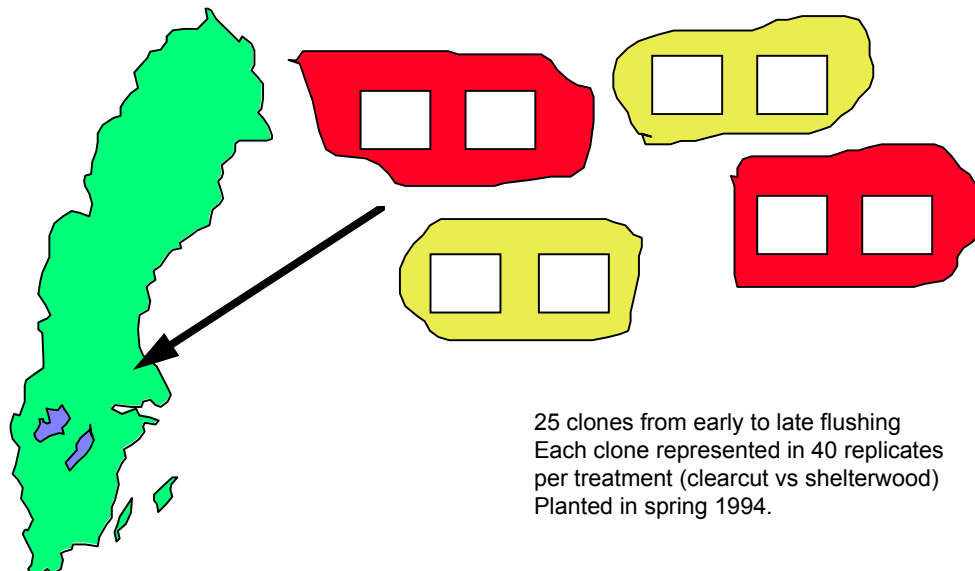 25 clones from early to late flushing
Each clone represented in 40 replicates
per treatment (clearcut vs shelterwood)
Planted in spring 1994.